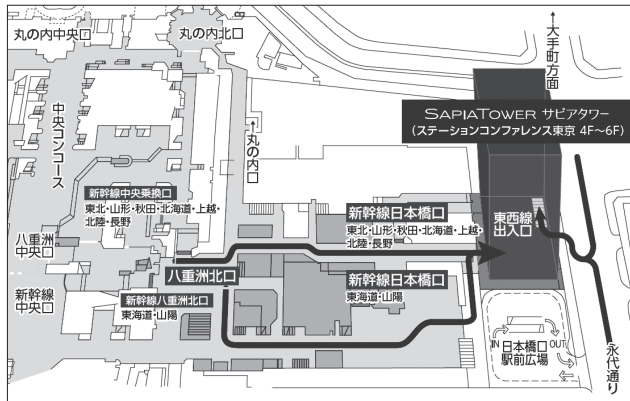 丸の内中央口
丸の内北口
↑大手町方面
SAPIATOWER サピアタワー
(ステーションコンファレンス東京 4F〜6F)
中央コンコース
↑丸の内口
新幹線中央乗換口
東北・山形・秋田・北海道・上越・
北陸・長野
新幹線日本橋口
東北・山形・秋田・北海道・上越・
北陸・長野
東西線
出入口
八重洲
中央口
八重洲北口
新幹線
中央口
新幹線八重洲北口
東海道・山陽
新幹線日本橋口
東海道・山陽
IN
日本橋口
駅前広場
OUT
永代通り